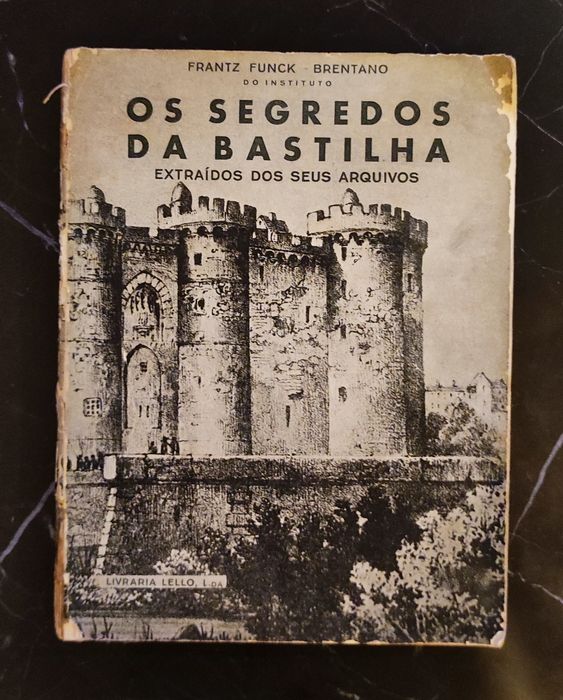 FRANTZ FUNCK - BRENTANO
DO INSTITUTO
OS SEGREDOS
DA BASTILHA
EXTRAÍDOS DOS SEUS ARQUIVOS
LIVRARIA LELLO, L.DA